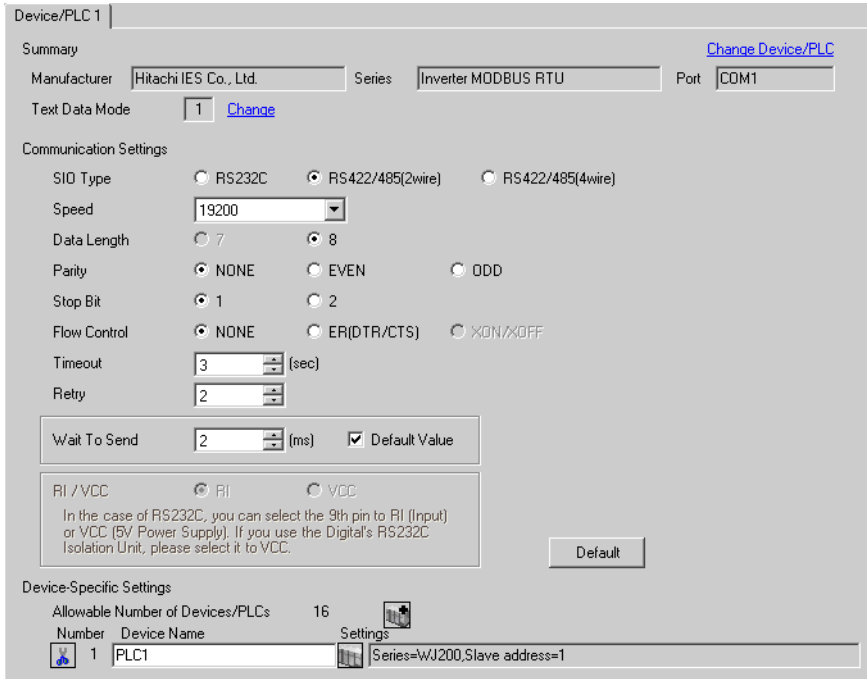 Device/PLC 1
Summary Change Device/PLC
Manufacturer Hitachi IES Co., Ltd. Series Inverter MODBUS RTU Port COM1
Text Data Mode 1 Change
Communication Settings
SIO Type RS232C RS422/485(2wire) RS422/485(4wire)
Speed 19200
Data Length 7 8
Parity NONE EVEN ODD
Stop Bit 1 2
Flow Control NONE ER(DTR/CTS) XON/XOFF
Timeout 3 (sec)
Retry 2
Wait To Send 2 (ms) Default Value
RI / VCC RI VCC
In the case of RS232C, you can select the 9th pin to RI (Input)
or VCC (5V Power Supply). If you use the Digital's RS232C
Isolation Unit, please select it to VCC.
Default
Device-Specific Settings
Allowable Number of Devices/PLCs 16
Number Device Name Settings
1 PLC1 Series=WJ200,Slave address=1